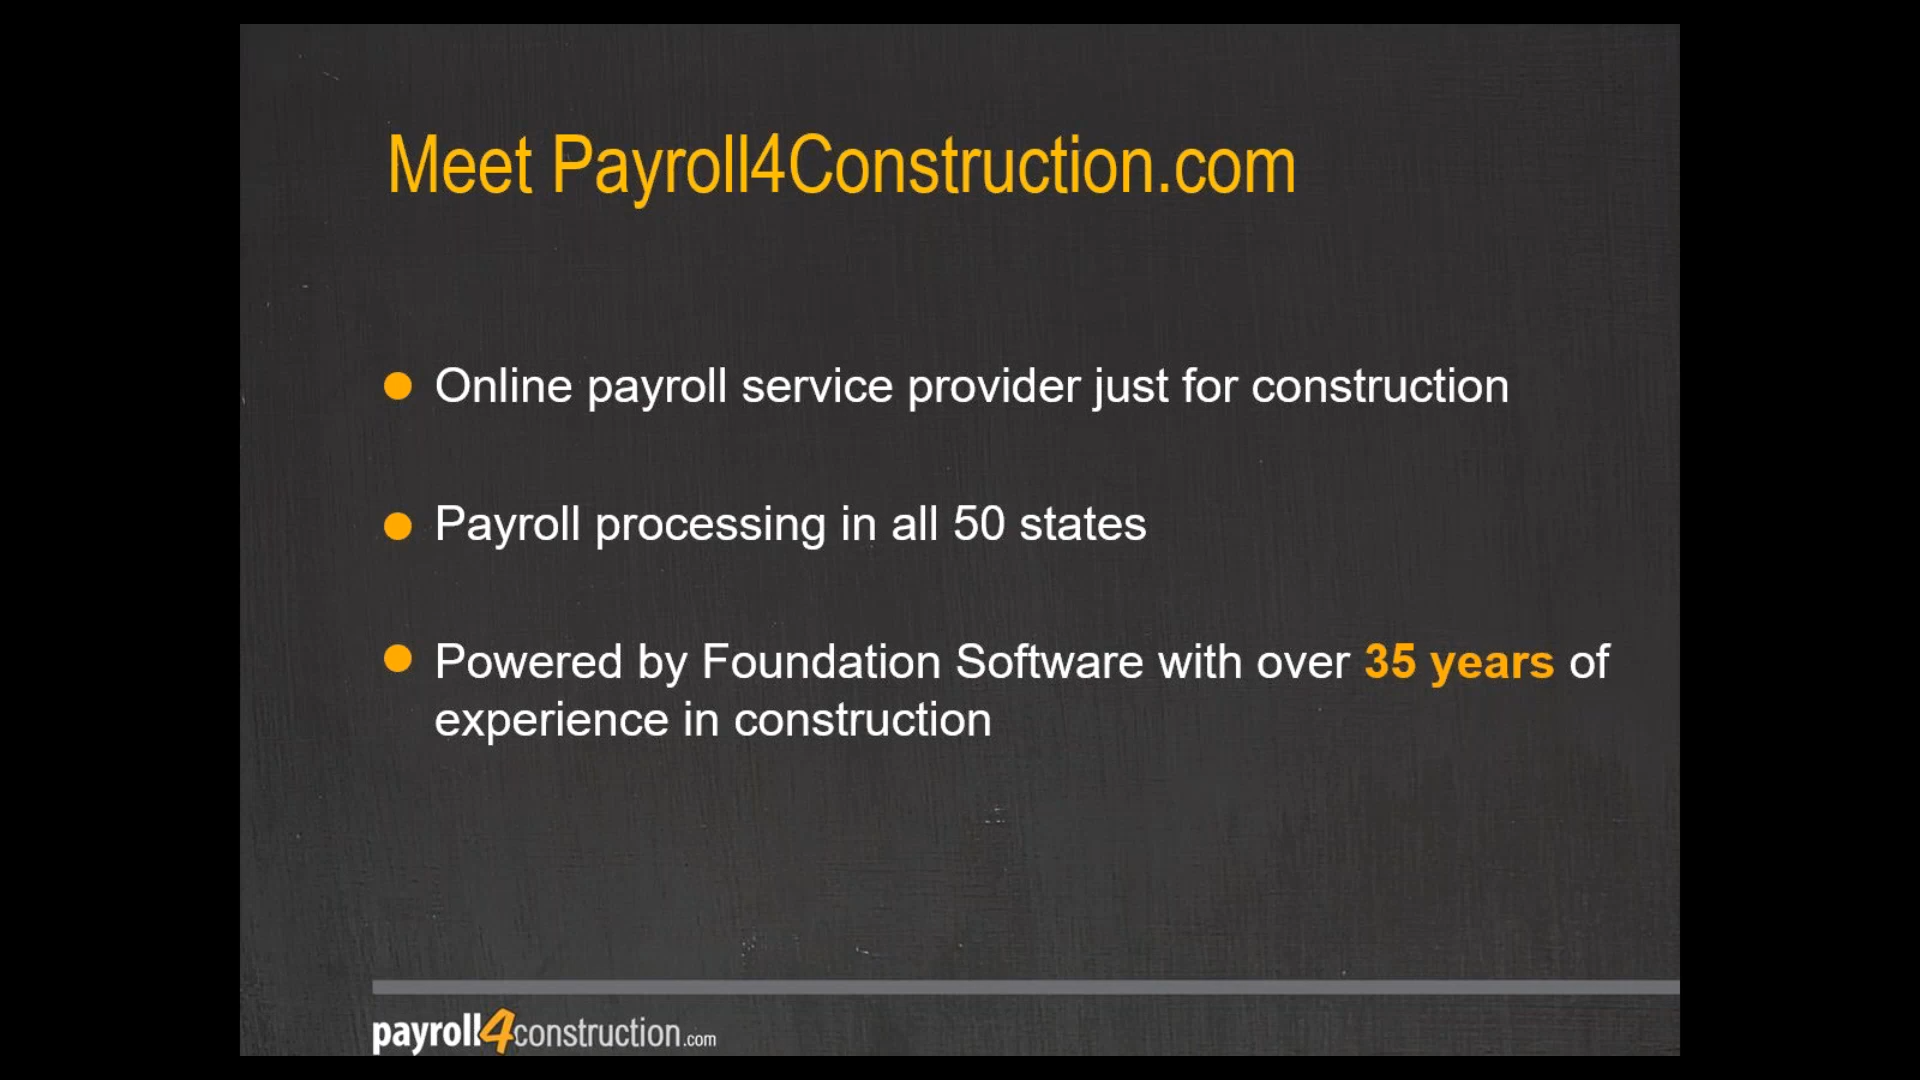 Meet Payroll4Construction.com
Online payroll service provider just for construction
Payroll processing in all 50 states
Powered by Foundation Software with over 35 years of
experience in construction
payroll4construction.com